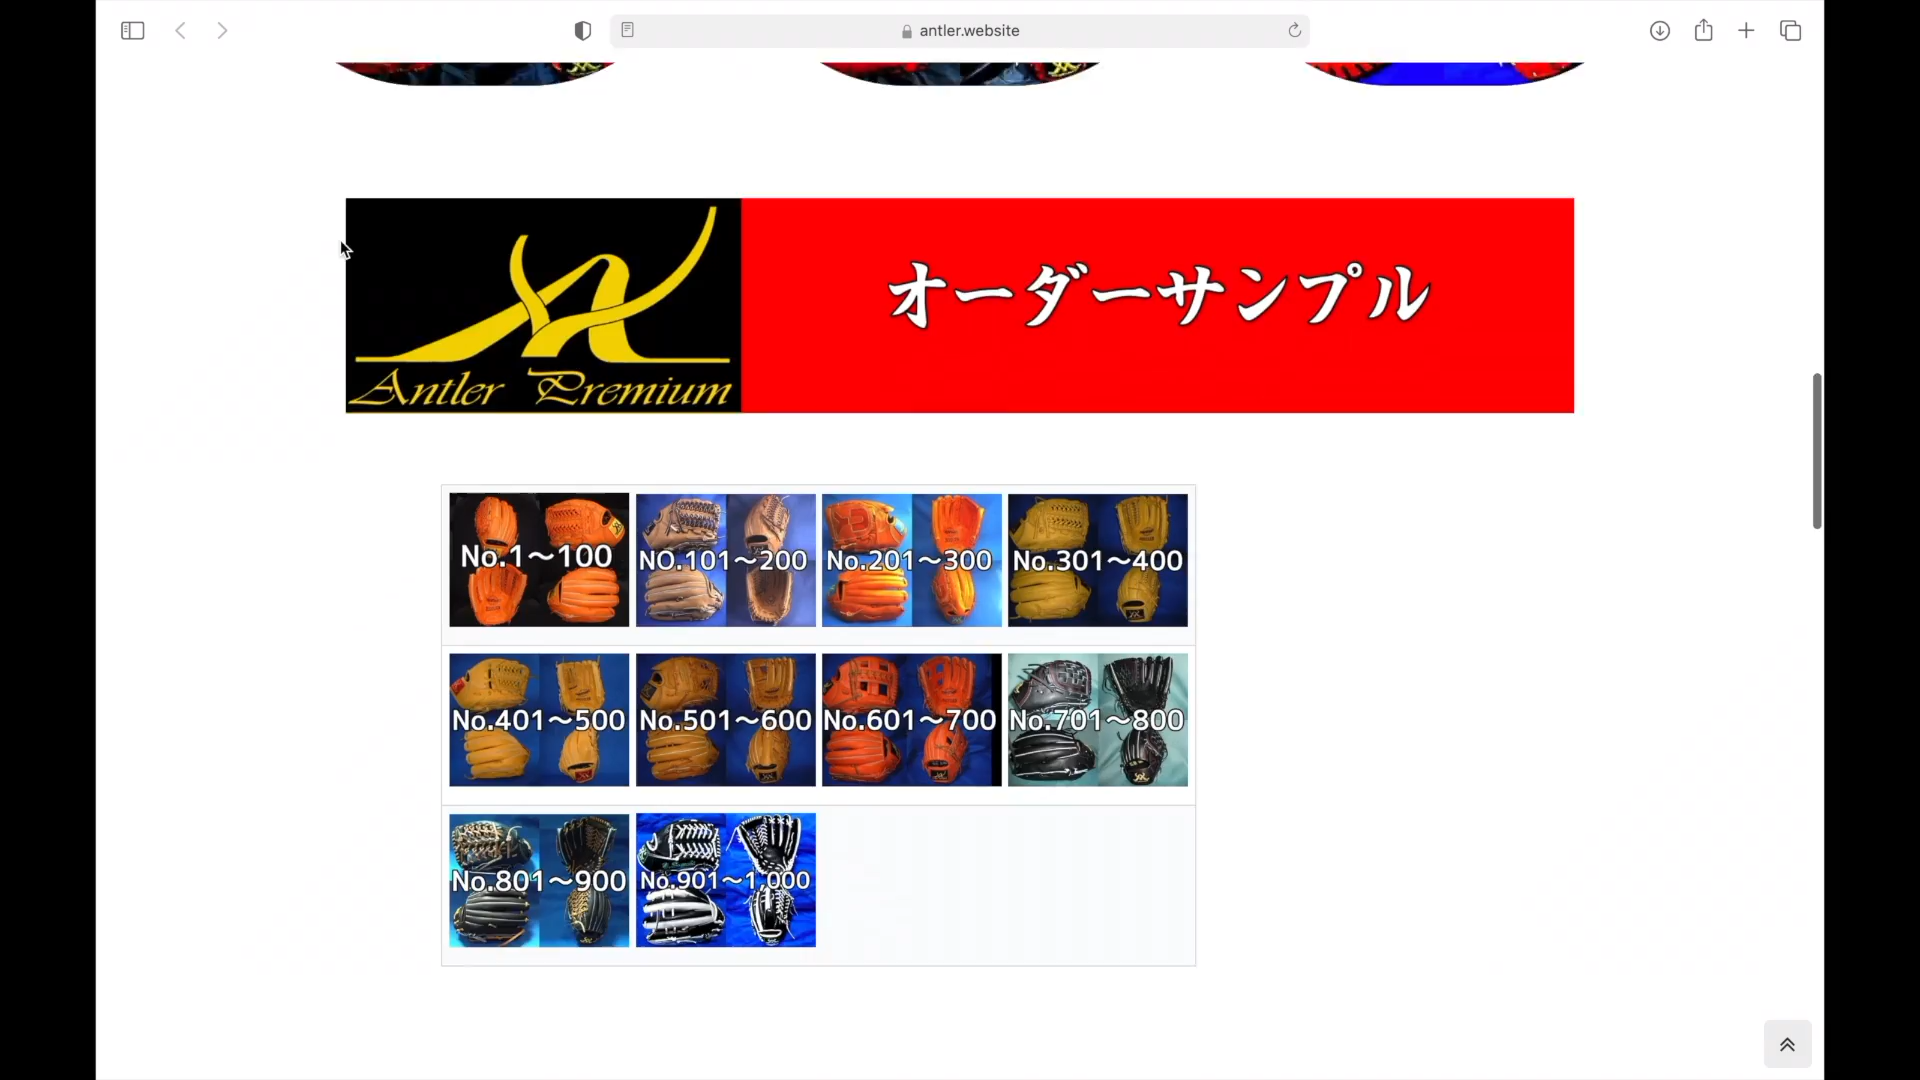 antler.website
オーダーサンプル
Antler Premium
No.1～100
NO.101～200
No.201～300
No.301～400
No.401～500
No.501～600
No.601～700
No.701～800
No.801～900
No.901～1,000